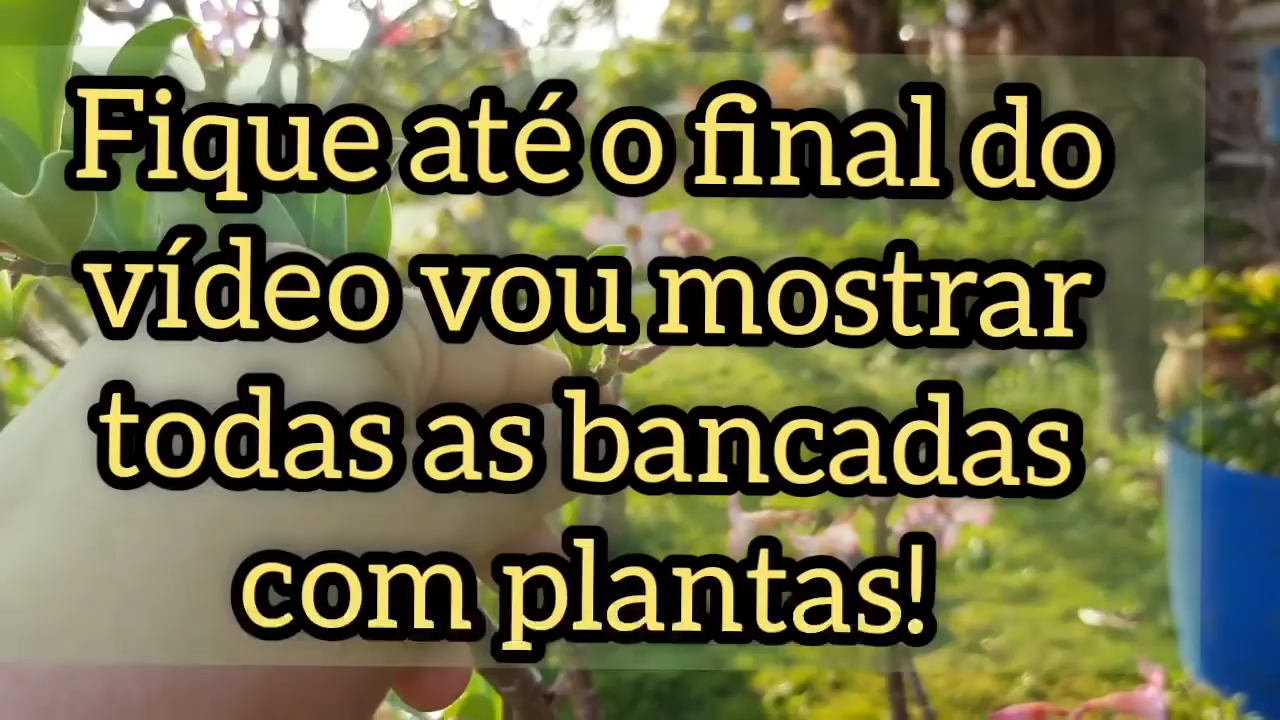 Fique até o final do
vídeo vou mostrar
todas as bancadas
com plantas!